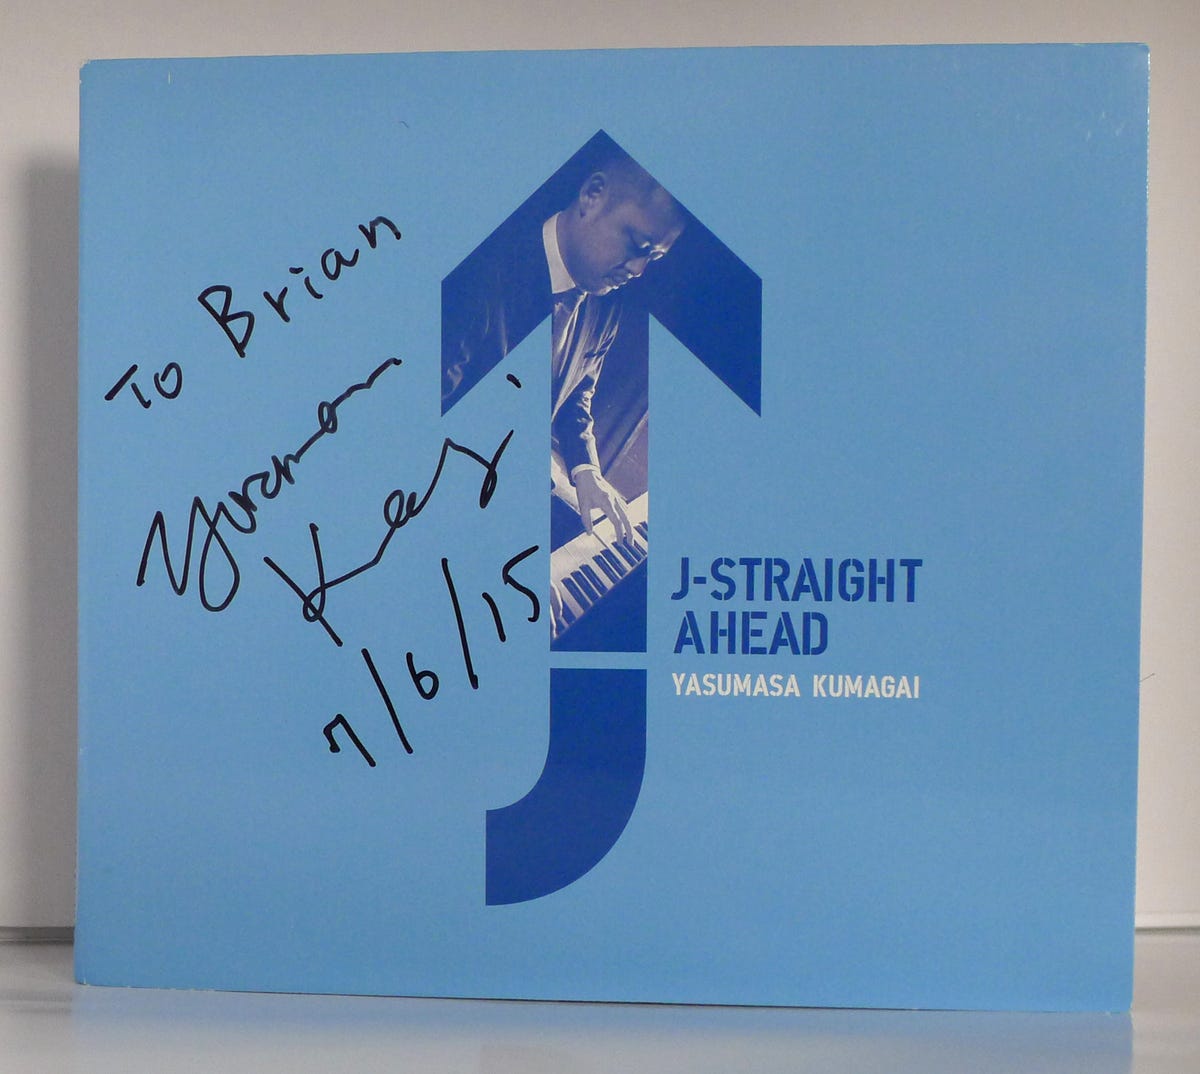 To Brian
7/6/15
J-STRAIGHT
AHEAD
YASUMASA KUMAGAI